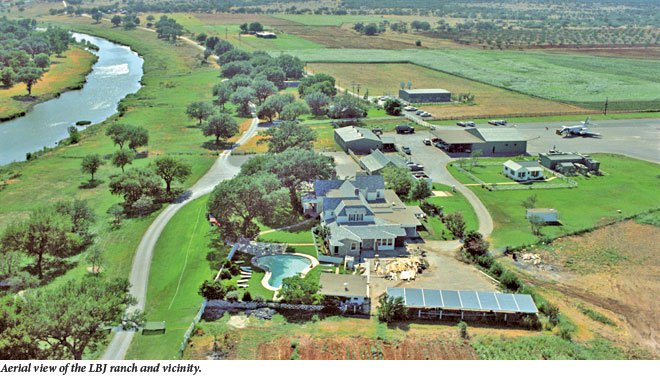 Aerial view of the LBJ ranch and vicinity.